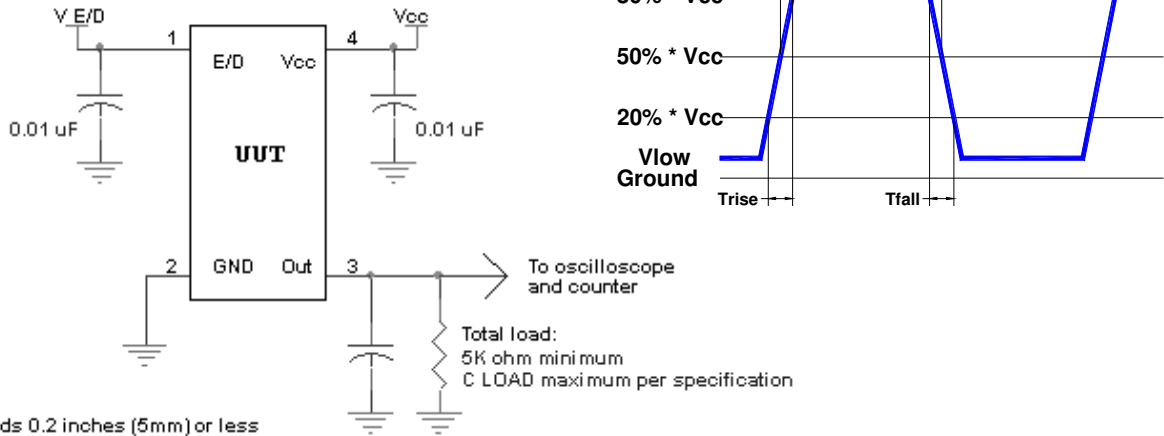 V E/D
Vcc
1
4
E/D Vcc
0.01 uF
0.01 uF
UUT
2
GND Out
3
To oscilloscope
and counter
Total load:
5K ohm minimum
C LOAD maximum per specification
0.2 inches (5mm) or less
50% * Vcc
20% * Vcc
Vlow
Ground
Trise
Tfall